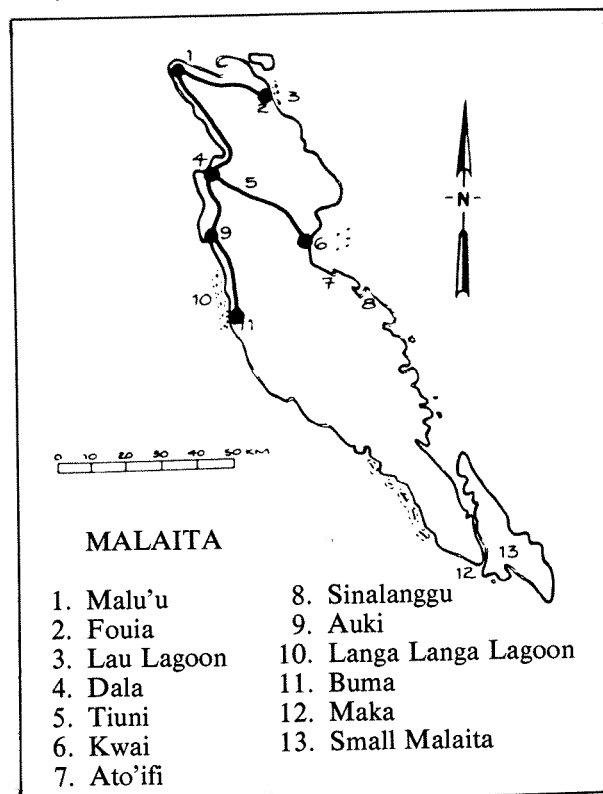 1
2
3
4
5
- N -
6
7
8
9
10
11
0 10 20 30 40 50 KM
12
13
MALAITA
1. Malu'u
2. Fouia
3. Lau Lagoon
4. Dala
5. Tiuni
6. Kwai
7. Ato'ifi
8. Sinalanggu
9. Auki
10. Langa Langa Lagoon
11. Buma
12. Maka
13. Small Malaita